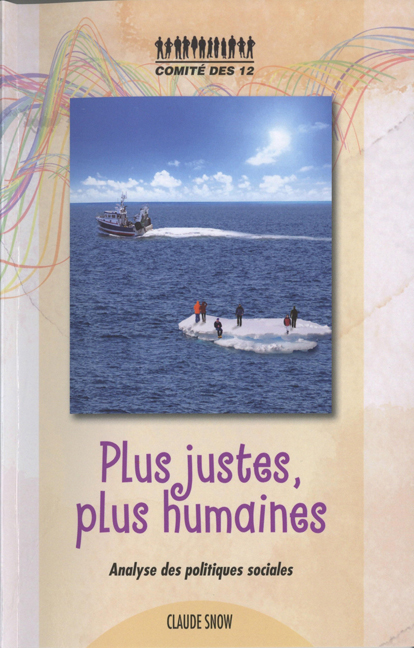 COMITÉ DES 12
Plus justes,
plus humaines
Analyse des politiques sociales
CLAUDE SNOW